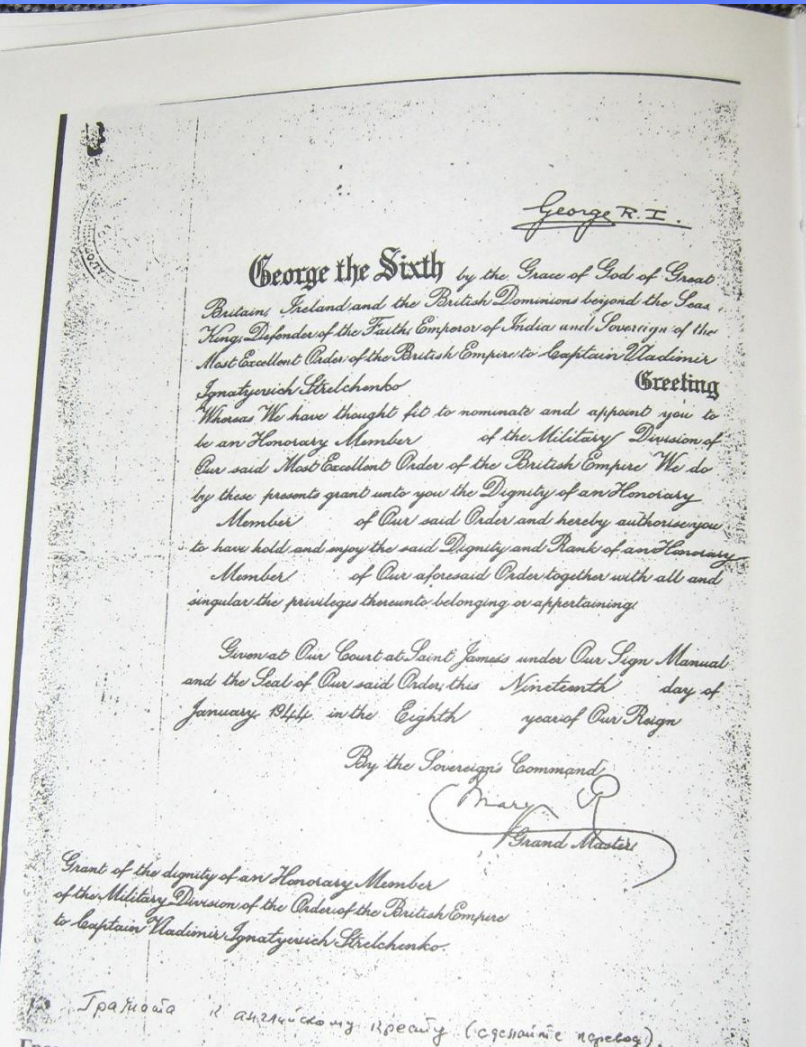 George R.I.
George the Sixth by the Grace of God of Great
Britain, Ireland and the British Dominions beyond the Seas,
King, Defender of the Faith, Emperor of India and Sovereign of the
Most Excellent Order of the British Empire to Captain Vladimir
Ignatyevich Strelchenko Greeting
Whereas We have thought fit to nominate and appoint you to
be an Honorary Member of the Military Division of
Our said Most Excellent Order of the British Empire We do
by these presents grant unto you the Dignity of an Honorary
Member of Our said Order and hereby authorise you
to have hold and enjoy the said Dignity and Rank of an Honorary
Member of Our aforesaid Order together with all and
singular the privileges thereunto belonging or appertaining.
Given at Our Court at Saint James's under Our Sign Manual
and the Seal of Our said Order, this Nineteenth day of
January 1944 in the Eighth year of Our Reign
By the Sovereign's Command,
Mary R
Grand Master.
Grant of the dignity of an Honorary Member
of the Military Division of the Order of the British Empire
to Captain Vladimir Ignatyevich Strelchenko.
Грамота к английскому кресту (сделайте перевод)